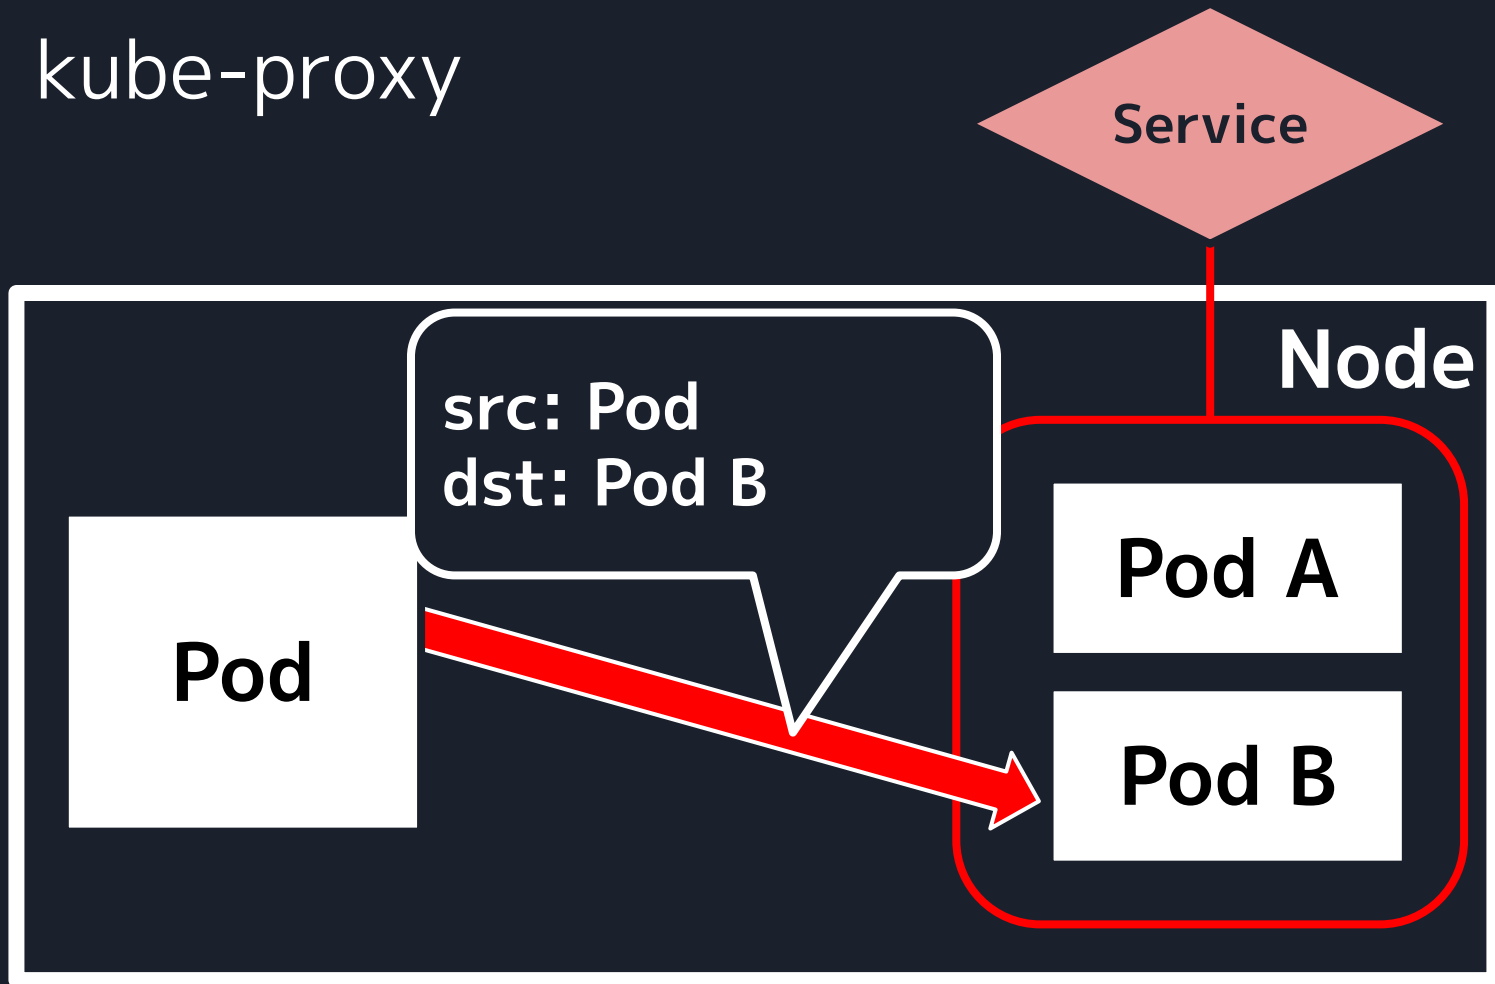 kube-proxy
Service
Node
src: Pod
dst: Pod B
Pod
Pod A
Pod B